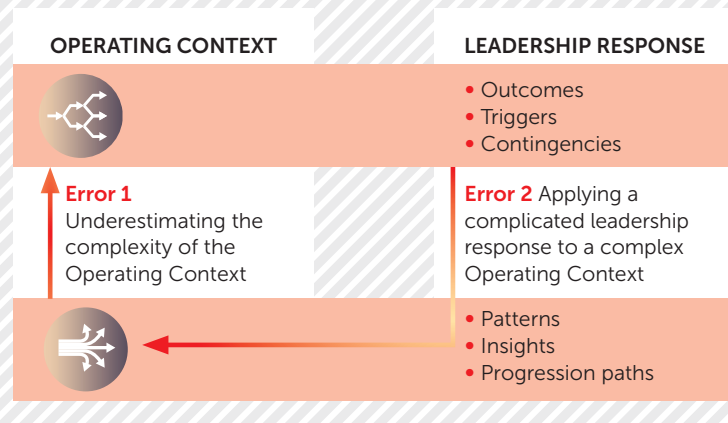 OPERATING CONTEXT
LEADERSHIP RESPONSE
• Outcomes
• Triggers
• Contingencies
Error 1
Underestimating the
complexity of the
Operating Context
Error 2 Applying a
complicated leadership
response to a complex
Operating Context
• Patterns
• Insights
• Progression paths